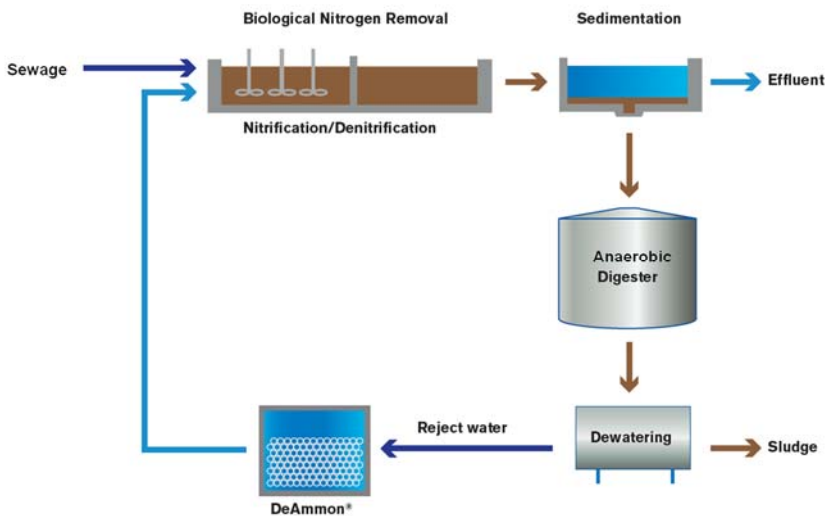 Biological Nitrogen Removal
Sedimentation
Sewage
Effluent
Nitrification/Denitrification
Anaerobic
Digester
Reject water
Dewatering
Sludge
DeAmmon®